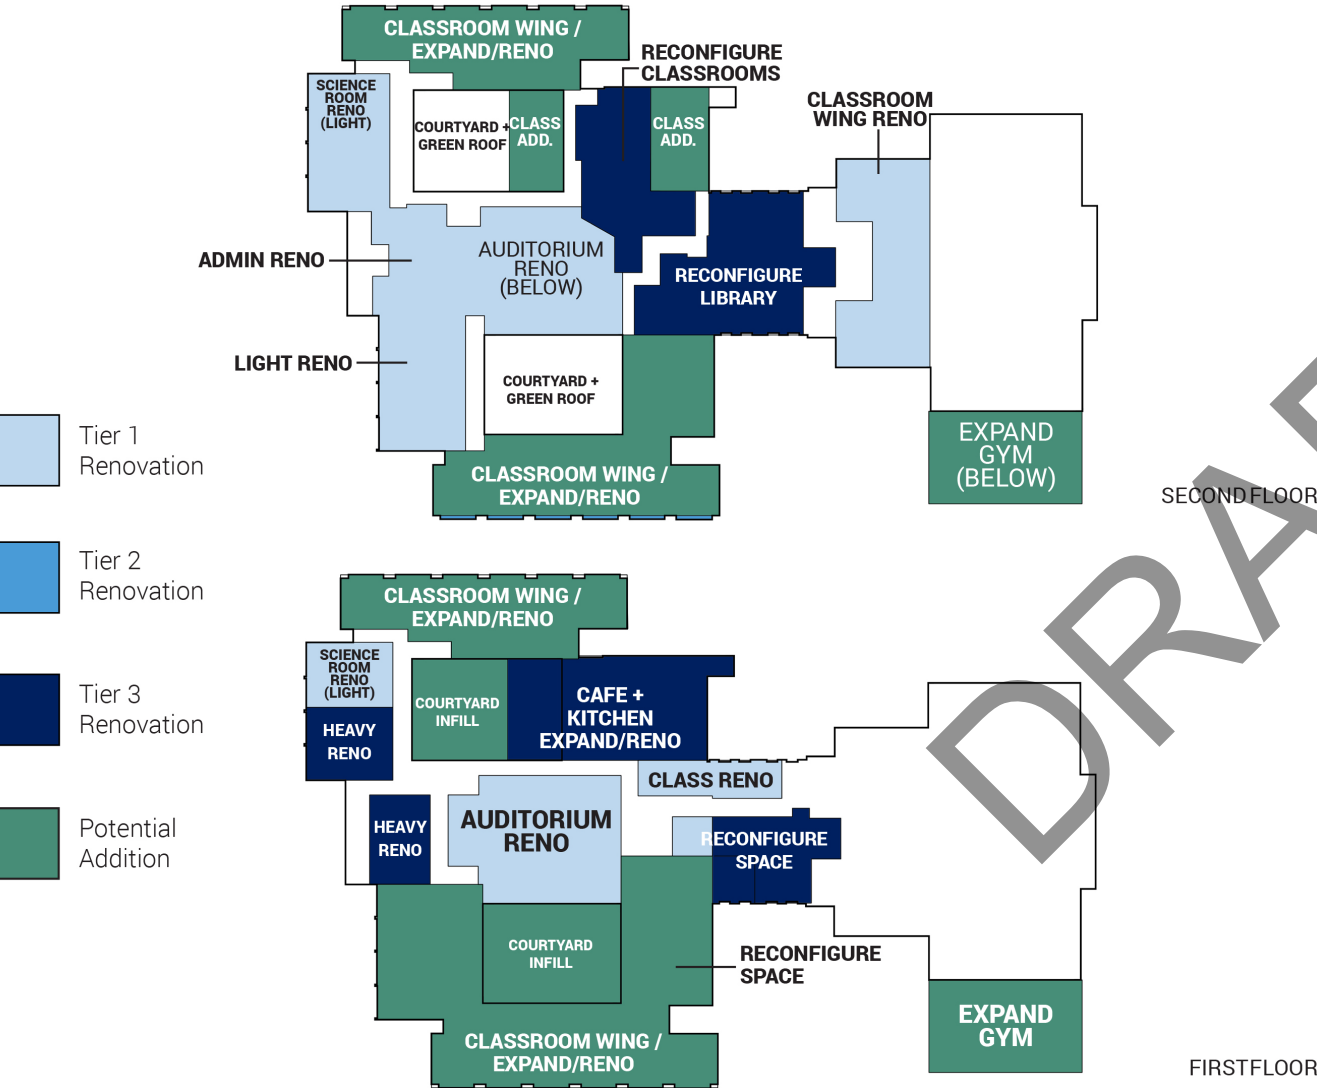 CLASSROOM WING /
EXPAND/RENO
RECONFIGURE
CLASSROOMS
SCIENCE
ROOM
RENO
(LIGHT)
COURTYARD +
GREEN ROOF
CLASS
ADD.
CLASS
ADD.
CLASSROOM
WING RENO
ADMIN RENO
AUDITORIUM
RENO
(BELOW)
RECONFIGURE
LIBRARY
LIGHT RENO
COURTYARD +
GREEN ROOF
CLASSROOM WING /
EXPAND/RENO
EXPAND
GYM
(BELOW)
SECOND FLOOR
Tier 1
Renovation
Tier 2
Renovation
Tier 3
Renovation
Potential
Addition
CLASSROOM WING /
EXPAND/RENO
SCIENCE
ROOM
RENO
(LIGHT)
HEAVY
RENO
COURTYARD
INFILL
CAFE +
KITCHEN
EXPAND/RENO
CLASS RENO
HEAVY
RENO
AUDITORIUM
RENO
RECONFIGURE
SPACE
COURTYARD
INFILL
RECONFIGURE
SPACE
CLASSROOM WING /
EXPAND/RENO
EXPAND
GYM
FIRST FLOOR
DRA